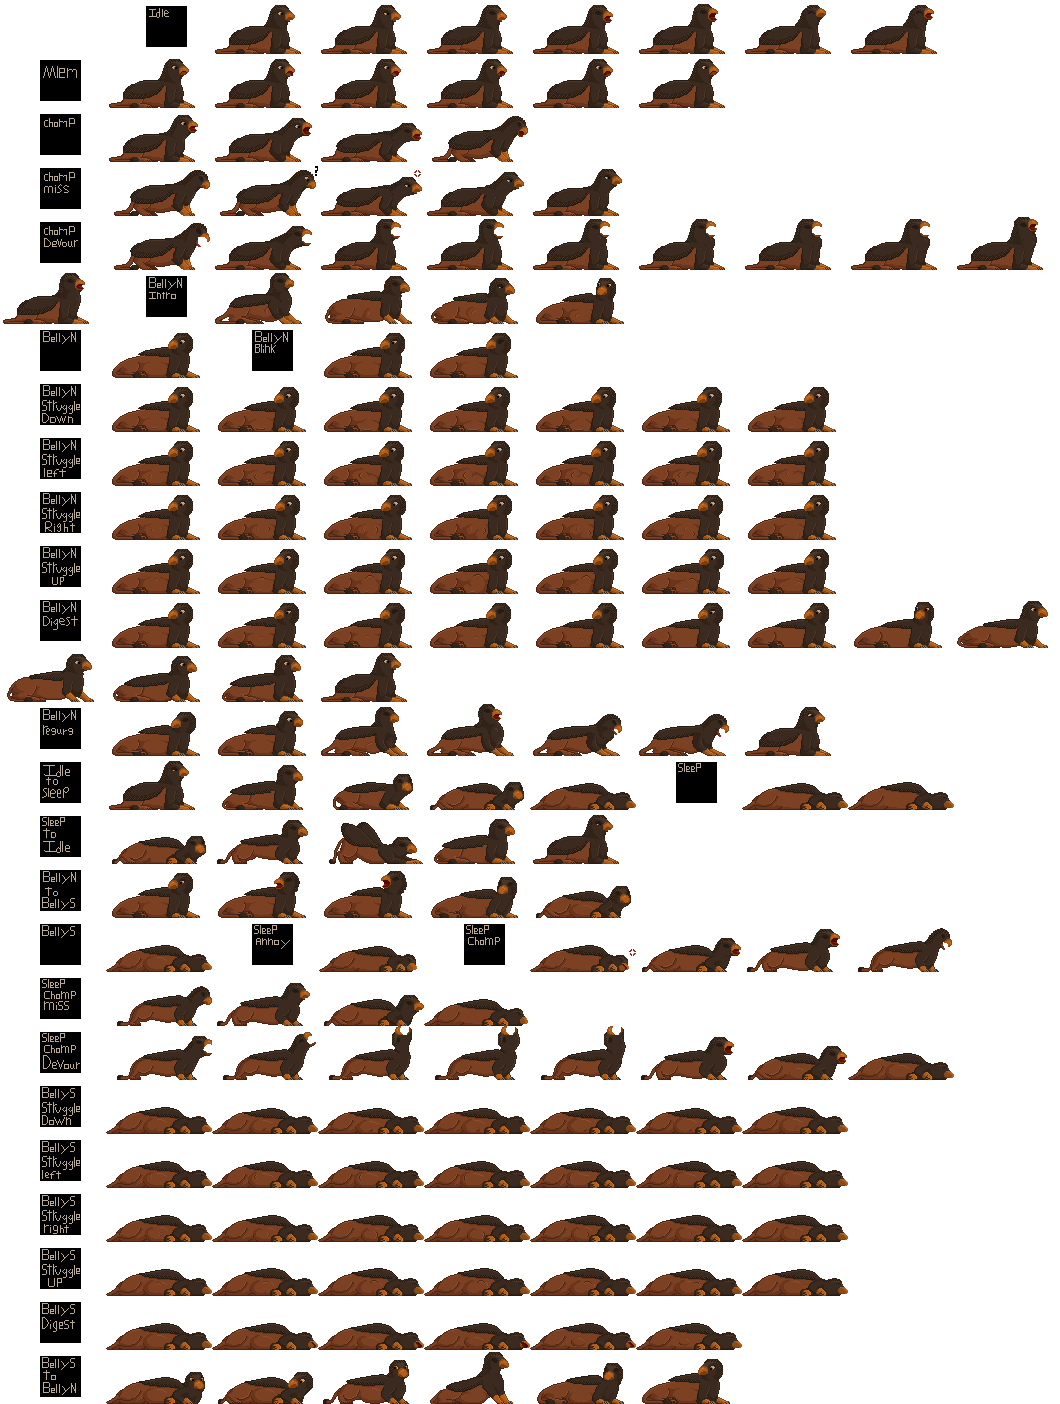 Idle
Mlem
chomP
chomP
miss
chomP
DeVour
BellyN
Intro
BellyN
BellyN
Blink
BellyN
Struggle
Down
BellyN
Struggle
left
BellyN
Struggle
Right
BellyN
Struggle
UP
BellyN
Digest
BellyN
regurg
Idle
to
SleeP
SleeP
SleeP
to
Idle
BellyN
to
BellyS
BellyS
SleeP
Annoy
SleeP
ChomP
SleeP
ChomP
miss
SleeP
ChomP
DeVour
BellyS
Struggle
Down
BellyS
Struggle
left
BellyS
Struggle
right
BellyS
Struggle
UP
BellyS
Digest
BellyS
to
BellyN